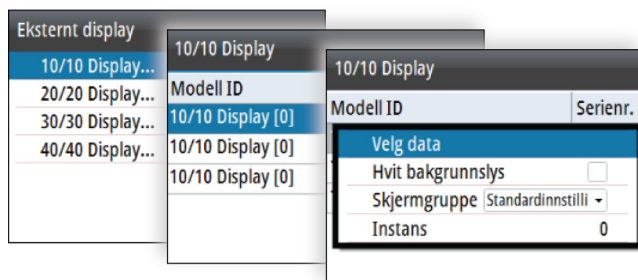 Eksternt display
10/10 Display...
20/20 Display...
30/30 Display...
40/40 Display...
10/10 Display
Modell ID
10/10 Display [0]
10/10 Display [0]
10/10 Display [0]
10/10 Display
Modell ID Serienr.
Velg data
Hvit bakgrunnslys
Skjermgruppe Standardinnstilli
Instans 0